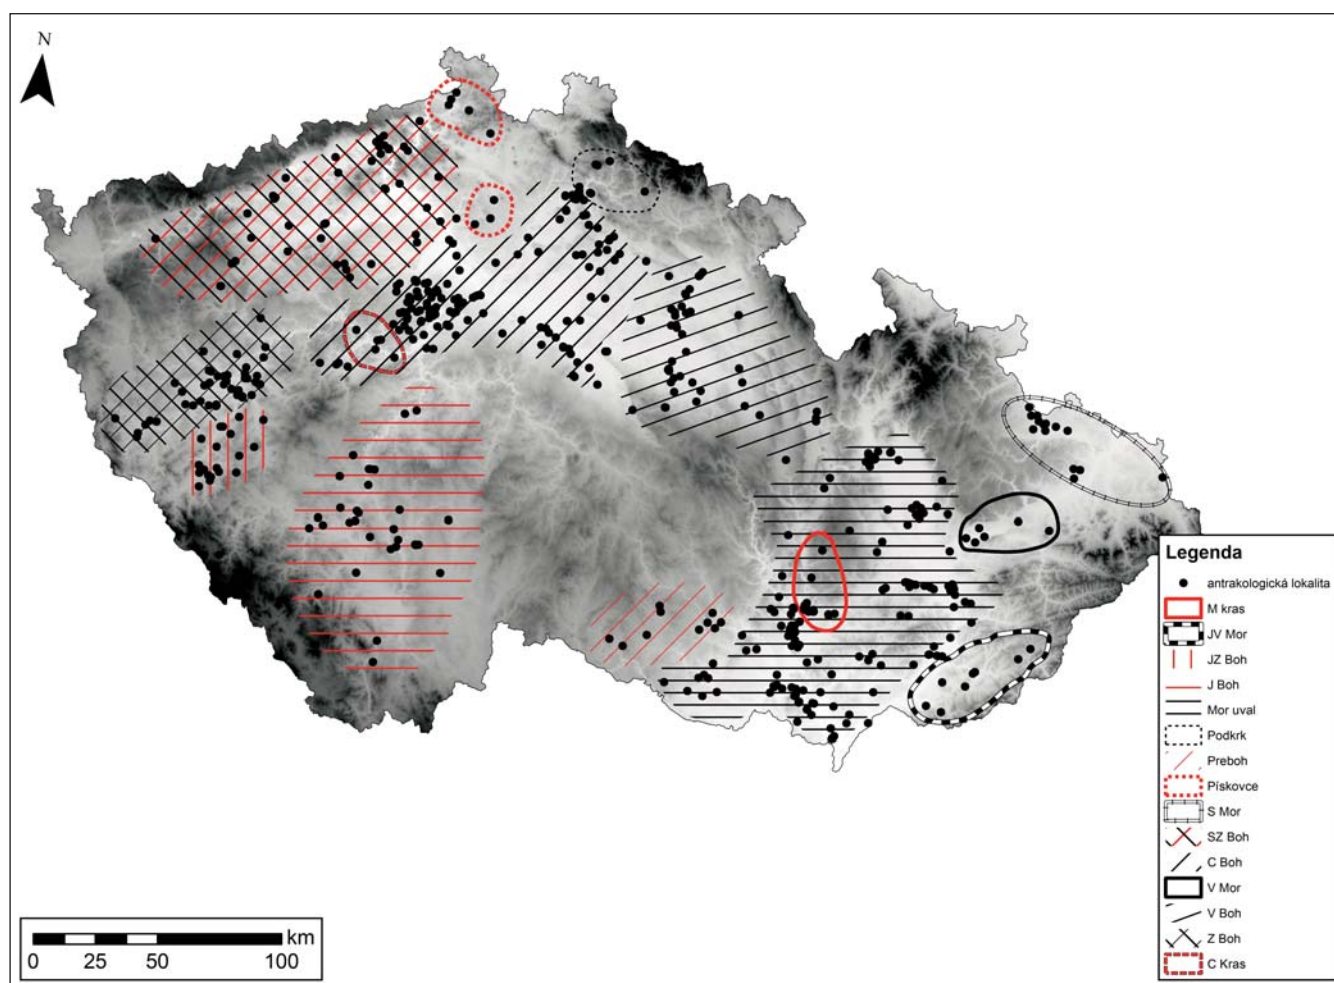 N
Legenda
antrakologická lokalita
M kras
JV Mor
JZ Boh
J Boh
Mor uval
Podkrk
Preboh
Pískovce
S Mor
SZ Boh
C Boh
V Mor
V Boh
Z Boh
C Kras
km
0 25 50 100